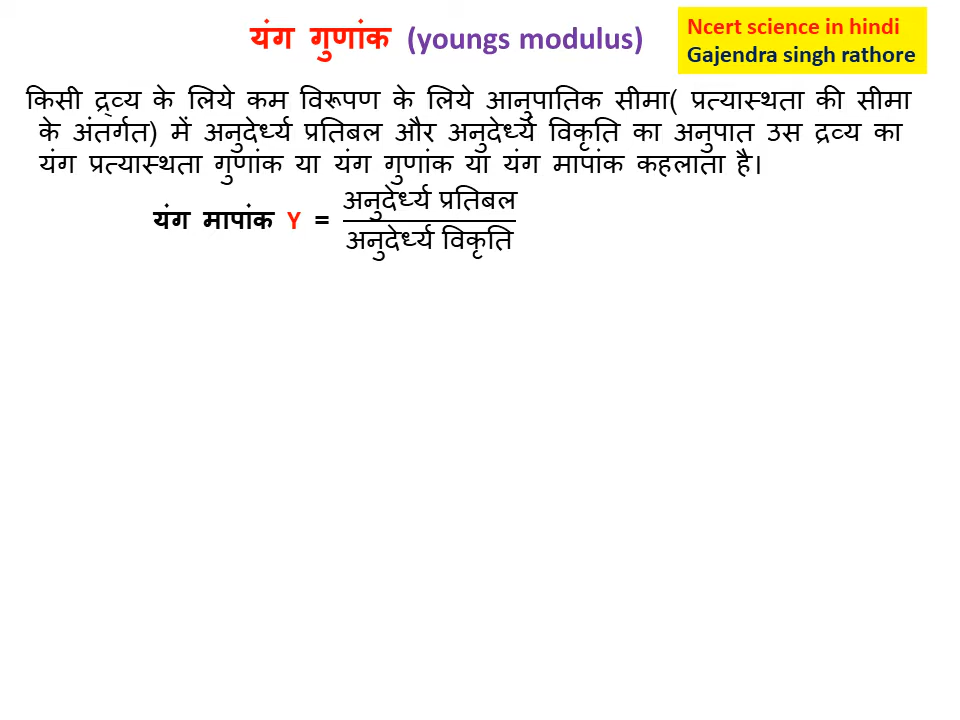 यंग गुणांक (youngs modulus)
Ncert science in hindi
Gajendra singh rathore
किसी द्रव्य के लिये कम विरूपण के लिये आनुपातिक सीमा( प्रत्यास्थता की सीमा
के अंतर्गत) में अनुदैर्ध्य प्रतिबल और अनुदैर्ध्य विकृति का अनुपात उस द्रव्य का
यंग प्रत्यास्थता गुणांक या यंग गुणांक या यंग मापांक कहलाता है।
यंग मापांक Y = अनुदेर्ध्य प्रतिबल
अनुदेर्ध्य विकृति